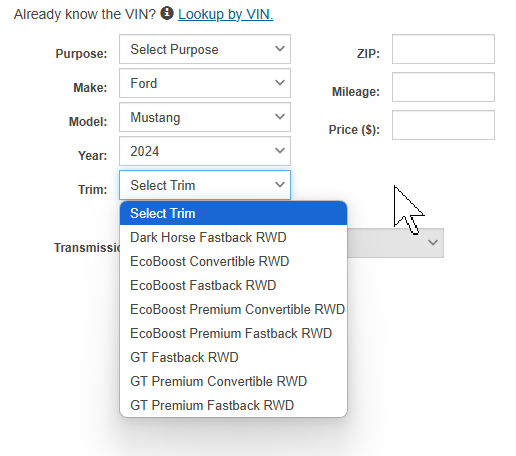 Already know the VIN? Lookup by VIN.
Purpose: Select Purpose ZIP:
Make: Ford Mileage:
Model: Mustang Price ($):
Year: 2024
Trim: Select Trim
Select Trim
Dark Horse Fastback RWD
EcoBoost Convertible RWD
EcoBoost Fastback RWD
EcoBoost Premium Convertible RWD
EcoBoost Premium Fastback RWD
GT Fastback RWD
GT Premium Convertible RWD
GT Premium Fastback RWD